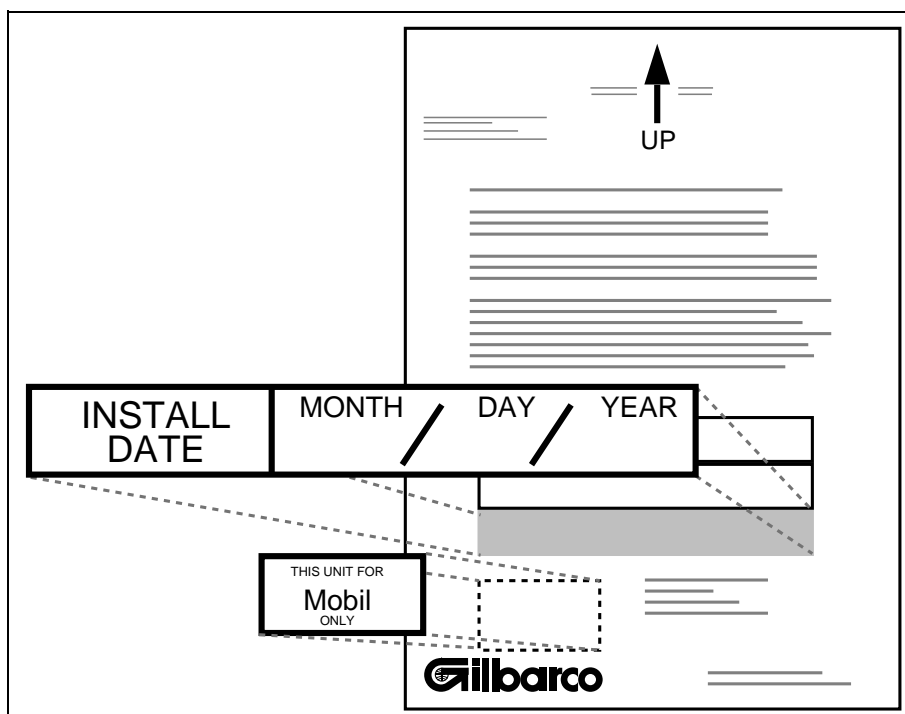 UP
INSTALL
DATE
MONTH / DAY / YEAR
THIS UNIT FOR
Mobil
ONLY
Gilbarco